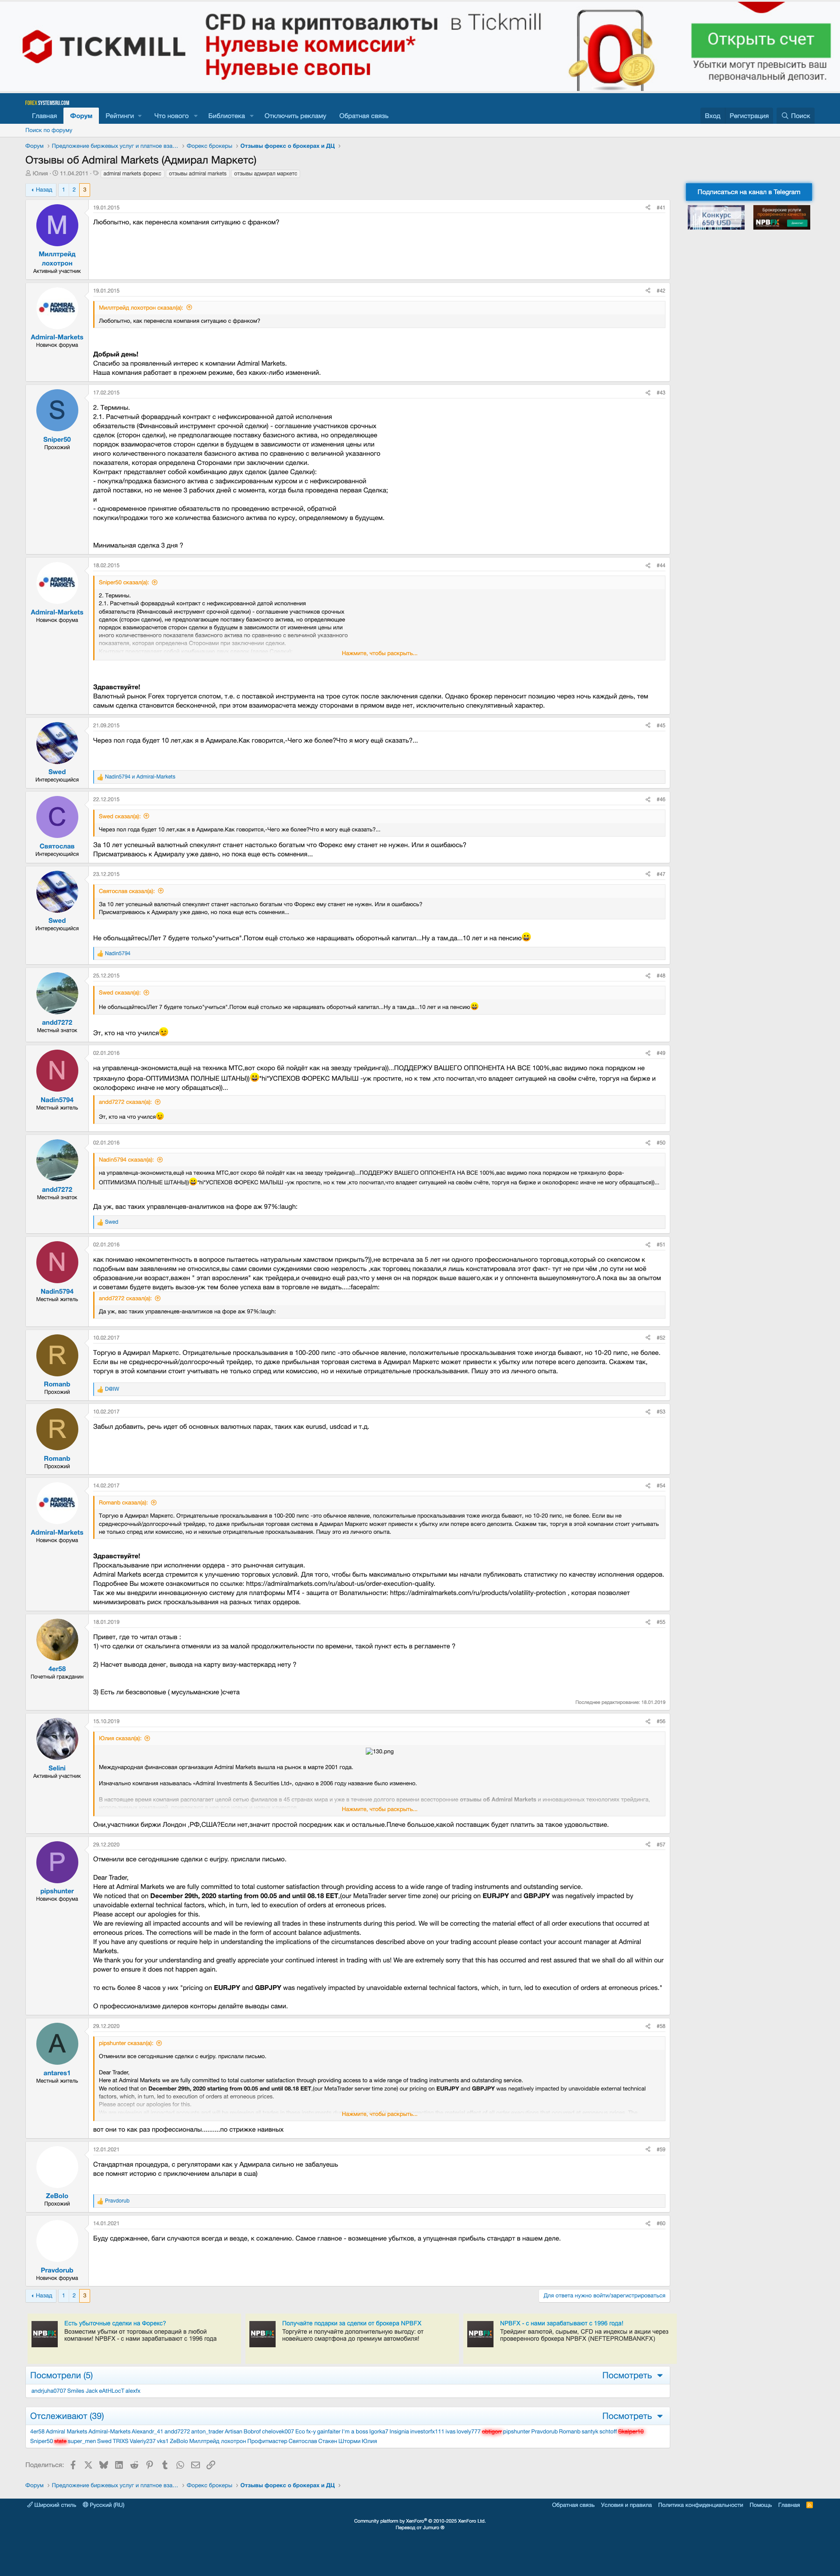 TICKMILL
CFD на криптовалюты в Tickmill
Нулевые комиссии*
Нулевые свопы
Открыть счет
Убытки могут превысить ваш
первоначальный депозит.
FOREXSYSTEMSRU.COM
Главная Форум Рейтинги Что нового Библиотека Отключить рекламу Обратная связь Вход Регистрация Поиск
Поиск по форуму
Форум Предложение биржевых услуг и платное вза... Форекс брокеры Отзывы форекс о брокерах и ДЦ
Отзывы об Admiral Markets (Адмирал Маркетс)
Юлия 11.04.2011 admiral markets форекс отзывы admiral markets отзывы адмирал маркетс
Назад 1 2 3
Подписаться на канал в Telegram
Конкурс
650 USD
Брокерские услуги
NPBFX
19.01.2015 #41
М
Миллтрейд
лохотрон
Активный участник
Любопытно, как перенесла компания ситуацию с франком?
19.01.2015 #42
ADMIRAL MARKETS
Admiral-Markets
Новичок форума
Миллтрейд лохотрон сказал(а):
Любопытно, как перенесла компания ситуацию с франком?
Добрый день!
Спасибо за проявленный интерес к компании Admiral Markets.
Наша компания работает в прежнем режиме, без каких-либо изменений.
17.02.2015 #43
S
Sniper50
Прохожий
2. Термины.
2.1. Расчетный форвардный контракт с нефиксированной датой исполнения
обязательств (Финансовый инструмент срочной сделки) - соглашение участников срочных
сделок (сторон сделки), не предполагающее поставку базисного актива, но определяющее
порядок взаиморасчетов сторон сделки в будущем в зависимости от изменения цены или
иного количественного показателя базисного актива по сравнению с величиной указанного
показателя, которая определена Сторонами при заключении сделки.
Контракт представляет собой комбинацию двух сделок (далее Сделки):
- покупка/продажа базисного актива с зафиксированным курсом и с нефиксированной
датой поставки, но не менее 3 рабочих дней с момента, когда была проведена первая Сделка;
и
- одновременное принятие обязательств по проведению встречной, обратной
покупки/продажи того же количества базисного актива по курсу, определяемому в будущем.
Минимальная сделка 3 дня ?
18.02.2015 #44
ADMIRAL MARKETS
Admiral-Markets
Новичок форума
Sniper50 сказал(а):
2. Термины.
2.1. Расчетный форвардный контракт с нефиксированной датой исполнения
обязательств (Финансовый инструмент срочной сделки) - соглашение участников срочных
сделок (сторон сделки), не предполагающее поставку базисного актива, но определяющее
порядок взаиморасчетов сторон сделки в будущем в зависимости от изменения цены или
иного количественного показателя базисного актива по сравнению с величиной указанного
показателя, которая определена Сторонами при заключении сделки.
Нажмите, чтобы раскрыть...
Здравствуйте!
Валютный рынок Forex торгуется спотом, т.е. с поставкой инструмента на трое суток после заключения сделки. Однако брокер переносит позицию через ночь каждый день, тем
самым сделка становится бесконечной, при этом взаиморасчета между сторонами в прямом виде нет, исключительно спекулятивный характер.
21.09.2015 #45
Swed
Интересующийся
Через пол года будет 10 лет,как я в Адмирале.Как говорится,-Чего же более?Что я могу ещё сказать?...
Nadin5794 и Admiral-Markets
22.12.2015 #46
С
Святослав
Интересующийся
Swed сказал(а):
Через пол года будет 10 лет,как я в Адмирале.Как говорится,-Чего же более?Что я могу ещё сказать?...
За 10 лет успешный валютный спекулянт станет настолько богатым что Форекс ему станет не нужен. Или я ошибаюсь?
Присматриваюсь к Адмиралу уже давно, но пока еще есть сомнения...
23.12.2015 #47
Swed
Интересующийся
Святослав сказал(а):
За 10 лет успешный валютный спекулянт станет настолько богатым что Форекс ему станет не нужен. Или я ошибаюсь?
Присматриваюсь к Адмиралу уже давно, но пока еще есть сомнения...
Не обольщайтесь!Лет 7 будете только"учиться".Потом ещё столько же наращивать оборотный капитал...Ну а там,да...10 лет и на пенсию
Nadin5794
25.12.2015 #48
andd7272
Местный знаток
Swed сказал(а):
Не обольщайтесь!Лет 7 будете только"учиться".Потом ещё столько же наращивать оборотный капитал...Ну а там,да...10 лет и на пенсию
Эт, кто на что учился
02.01.2016 #49
N
Nadin5794
Местный житель
на управленца-экономиста,ещё на техника МТС,вот скоро 6й пойдёт как на звезду трейдинга))...ПОДДЕРЖУ ВАШЕГО ОППОНЕНТА НА ВСЕ 100%,вас видимо пока порядком не
тряхануло фора-ОПТИМИЗМА ПОЛНЫЕ ШТАНЫ)) "hi"УСПЕХОВ ФОРЕКС МАЛЫШ -уж простите, но к тем ,кто посчитал,что владеет ситуацией на своём счёте, торгуя на бирже и
околофорексе иначе не могу обращаться))...
andd7272 сказал(а):
Эт, кто на что учился
02.01.2016 #50
andd7272
Местный знаток
Nadin5794 сказал(а):
на управленца-экономиста,ещё на техника МТС,вот скоро 6й пойдёт как на звезду трейдинга))...ПОДДЕРЖУ ВАШЕГО ОППОНЕНТА НА ВСЕ 100%,вас видимо пока порядком не тряхануло фора-
ОПТИМИЗМА ПОЛНЫЕ ШТАНЫ)) "hi"УСПЕХОВ ФОРЕКС МАЛЫШ -уж простите, но к тем ,кто посчитал,что владеет ситуацией на своём счёте, торгуя на бирже и околофорексе иначе не могу обращаться))...
Да уж, вас таких управленцев-аналитиков на форе аж 97%:laugh:
Swed
02.01.2016 #51
N
Nadin5794
Местный житель
как понимаю некомпетентность в вопросе пытаетесь натуральным хамством прикрыть?)),не встречала за 5 лет ни одного профессионального торговца,который со скепсисом к
подобным вам заявлениям не относился,вы сами своими суждениями свою незрелость ,как торговец,показали,я лишь констатировала этот факт- тут не при чём ,по сути ни моё
образование,ни возраст,важен " этап взросления" как трейдера,и очевидно ещё раз,что у меня он на порядок выше вашего,как и у оппонента вышеупомянутого.А пока вы за опытом
и советами будете видеть вызов-уж тем более успеха вам в торговле не видать....:facepalm:
andd7272 сказал(а):
Да уж, вас таких управленцев-аналитиков на форе аж 97%:laugh:
10.02.2017 #52
R
Romanb
Прохожий
Торгую в Адмирал Маркетс. Отрицательные проскальзывания в 100-200 пипс -это обычное явление, положительные проскальзывания тоже иногда бывают, но 10-20 пипс, не более.
Если вы не среднесрочный/долгосрочный трейдер, то даже прибыльная торговая система в Адмирал Маркетс может привести к убытку или потере всего депозита. Скажем так,
торгуя в этой компании стоит учитывать не только спред или комиссию, но и нехилые отрицательные проскальзывания. Пишу это из личного опыта.
D@lW
10.02.2017 #53
R
Romanb
Прохожий
Забыл добавить, речь идет об основных валютных парах, таких как eurusd, usdcad и т.д.
14.02.2017 #54
ADMIRAL MARKETS
Admiral-Markets
Новичок форума
Romanb сказал(а):
Торгую в Адмирал Маркетс. Отрицательные проскальзывания в 100-200 пипс -это обычное явление, положительные проскальзывания тоже иногда бывают, но 10-20 пипс, не более. Если вы не
среднесрочный/долгосрочный трейдер, то даже прибыльная торговая система в Адмирал Маркетс может привести к убытку или потере всего депозита. Скажем так, торгуя в этой компании стоит учитывать
не только спред или комиссию, но и нехилые отрицательные проскальзывания. Пишу это из личного опыта.
Здравствуйте!
Проскальзывание при исполнении ордера - это рыночная ситуация.
Admiral Markets всегда стремится к улучшению торговых условий. Для того, чтобы быть максимально открытыми мы начали публиковать статистику по качеству исполнения ордеров.
Подробнее Вы можете ознакомиться по ссылке: https://admiralmarkets.com/ru/about-us/order-execution-quality.
Так же мы внедрили инновационную систему для платформы МТ4 - защита от Волатильности: https://admiralmarkets.com/ru/products/volatility-protection , которая позволяет
минимизировать риск проскальзывания на разных типах ордеров.
18.01.2019 #55
4er58
Почетный гражданин
Привет, где то читал отзыв :
1) что сделки от скальпинга отменяли из за малой продолжительности по времени, такой пункт есть в регламенте ?
2) Насчет вывода денег, вывода на карту визу-мастеркард нету ?
3) Есть ли безсвоповые ( мусульманские )счета
Последнее редактирование: 18.01.2019
15.10.2019 #56
Selini
Активный участник
Юлия сказал(а):
130.png
Международная финансовая организация Admiral Markets вышла на рынок в марте 2001 года.
Изначально компания называлась «Admiral Investments & Securities Ltd», однако в 2006 году название было изменено.
В настоящее время компания располагает целой сетью филиалов в 45 странах мира и уже в течение долгого времени всесторонние отзывы об Admiral Markets и инновационных технологиях трейдинга,
Нажмите, чтобы раскрыть...
Они,участники биржи Лондон ,РФ,США?Если нет,значит простой посредник как и остальные.Плече большое,какой поставщик будет платить за такое удовольствие.
29.12.2020 #57
P
pipshunter
Новичок форума
Отменили все сегодняшние сделки с eurjpy. прислали письмо.
Dear Trader,
Here at Admiral Markets we are fully committed to total customer satisfaction through providing access to a wide range of trading instruments and outstanding service.
We noticed that on December 29th, 2020 starting from 00.05 and until 08.18 EET,(our MetaTrader server time zone) our pricing on EURJPY and GBPJPY was negatively impacted by
unavoidable external technical factors, which, in turn, led to execution of orders at erroneous prices.
Please accept our apologies for this.
We are reviewing all impacted accounts and will be reviewing all trades in these instruments during this period. We will be correcting the material effect of all order executions that occurred at
erroneous prices. The corrections will be made in the form of account balance adjustments.
If you have any questions or require help in understanding the implications of the circumstances described above on your trading account please contact your account manager at Admiral
Markets.
We thank you for your understanding and greatly appreciate your continued interest in trading with us! We are extremely sorry that this has occurred and rest assured that we shall do all within our
power to ensure it does not happen again.
то есть более 8 часов у них "pricing on EURJPY and GBPJPY was negatively impacted by unavoidable external technical factors, which, in turn, led to execution of orders at erroneous prices."
О профессионализме дилеров конторы делайте выводы сами.
29.12.2020 #58
A
antares1
Местный житель
pipshunter сказал(а):
Отменили все сегодняшние сделки с eurjpy. прислали письмо.
Dear Trader,
Here at Admiral Markets we are fully committed to total customer satisfaction through providing access to a wide range of trading instruments and outstanding service.
We noticed that on December 29th, 2020 starting from 00.05 and until 08.18 EET,(our MetaTrader server time zone) our pricing on EURJPY and GBPJPY was negatively impacted by unavoidable external technical
factors, which, in turn, led to execution of orders at erroneous prices.
Please accept our apologies for this.
Нажмите, чтобы раскрыть...
вот они то как раз профессионалы.........по стрижке наивных
12.01.2021 #59
ZeBolo
Прохожий
Стандартная процедура, с регуляторами как у Адмирала сильно не забалуешь
все помнят историю с приключением альпари в сша)
Pravdorub
14.01.2021 #60
Pravdorub
Новичок форума
Буду сдержаннее, баги случаются всегда и везде, к сожалению. Самое главное - возмещение убытков, а упущенная прибыль стандарт в нашем деле.
Назад 1 2 3
Для ответа нужно войти/зарегистрироваться
NPBFX
Есть убыточные сделки на Форекс?
Возместим убытки от торговых операций в любой
компании! NPBFX - с нами зарабатывают с 1996 года
NPBFX
Получайте подарки за сделки от брокера NPBFX
Торгуйте и получайте дополнительную выгоду: от
новейшего смартфона до премиум автомобиля!
NPBFX
NPBFX - с нами зарабатывают с 1996 года!
Трейдинг валютой, сырьем, CFD на индексы и акции через
проверенного брокера NPBFX (NEFTEPROMBANKFX)
Посмотрели (5) Посмотреть
andrjuha0707 Smiles Jack eAtHLocT alexfx
Отслеживают (39) Посмотреть
4er58 Admiral Markets Admiral-Markets Alexandr_41 andd7272 anton_trader Artisan Bobrof chelovek007 Eco fx-y gainfaiter I'm a boss Igorka7 insignia investorfx111 ivas lovely777 pipshunter Pravdorub Romanb santyk schtoff
Sniper50 super_men Swed TRIXS Valeriy237 vks1 ZeBolo Миллтрейд лохотрон Профитмастер Святослав Стакен Шторми Юлия
Поделиться:
Форум Предложение биржевых услуг и платное вза... Форекс брокеры Отзывы форекс о брокерах и ДЦ
Широкий стиль Русский (RU) Обратная связь Условия и правила Политика конфиденциальности Помощь Главная
Community platform by XenForo® © 2010-2025 XenForo Ltd.
Перевод от Jumuro ®